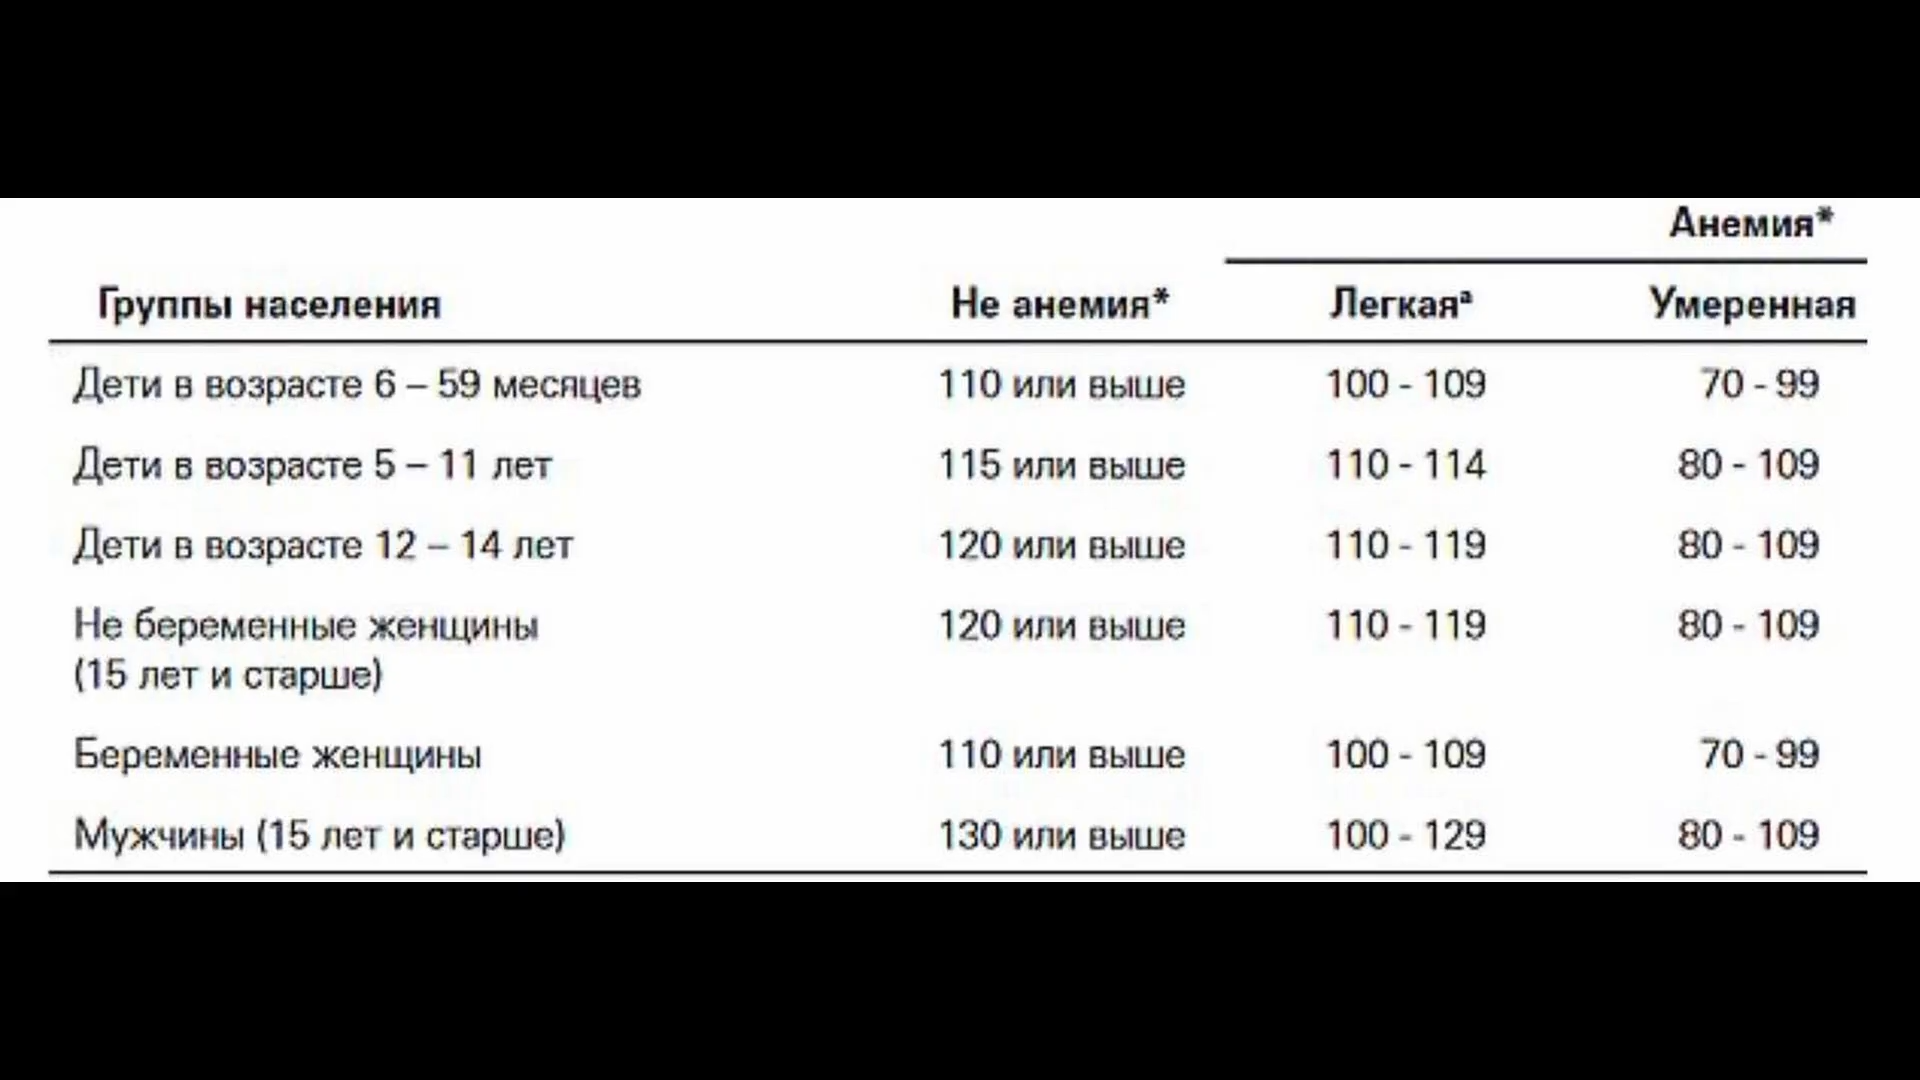 Анемия*
Группы населения Не анемия* Легкаяª Умеренная
Дети в возрасте 6 – 59 месяцев 110 или выше 100 - 109 70 - 99
Дети в возрасте 5 – 11 лет 115 или выше 110 - 114 80 - 109
Дети в возрасте 12 – 14 лет 120 или выше 110 - 119 80 - 109
Не беременные женщины 120 или выше 110 - 119 80 - 109
(15 лет и старше)
Беременные женщины 110 или выше 100 - 109 70 - 99
Мужчины (15 лет и старше) 130 или выше 100 - 129 80 - 109